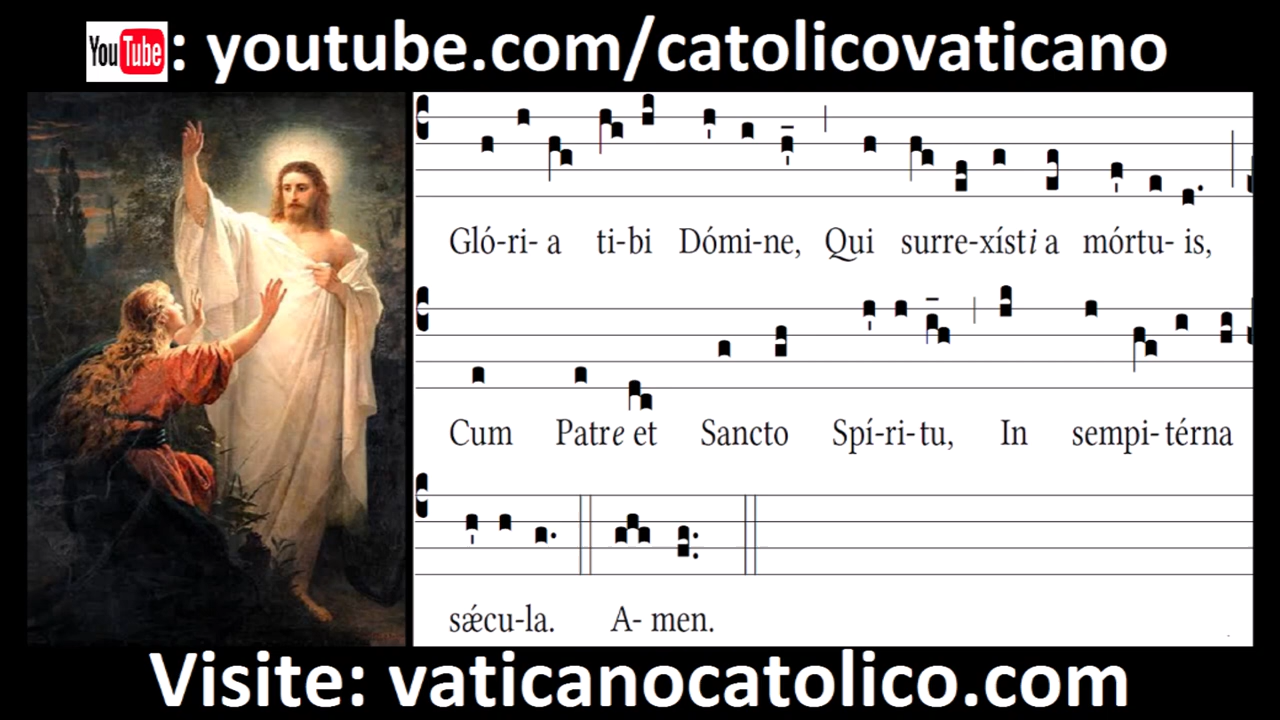 YouTube : youtube.com/catolicovaticano
Gló-ri- a ti-bi Dómi-ne, Qui surre-xísti a mórtu- is,
Cum Patre et Sancto Spí-ri-tu, In sempi-térna
sǽcu-la. A- men.
Visite: vaticanocatolico.com